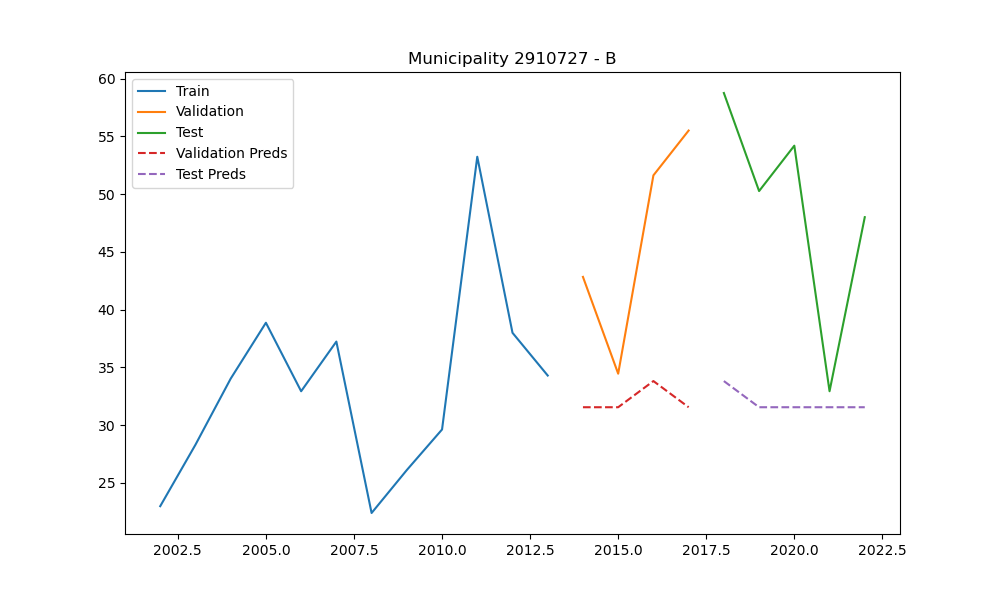 Municipality 2910727 - B
Train
Validation
Test
Validation Preds
Test Preds
60
55
50
45
40
35
30
25
2002.5 2005.0 2007.5 2010.0 2012.5 2015.0 2017.5 2020.0 2022.5